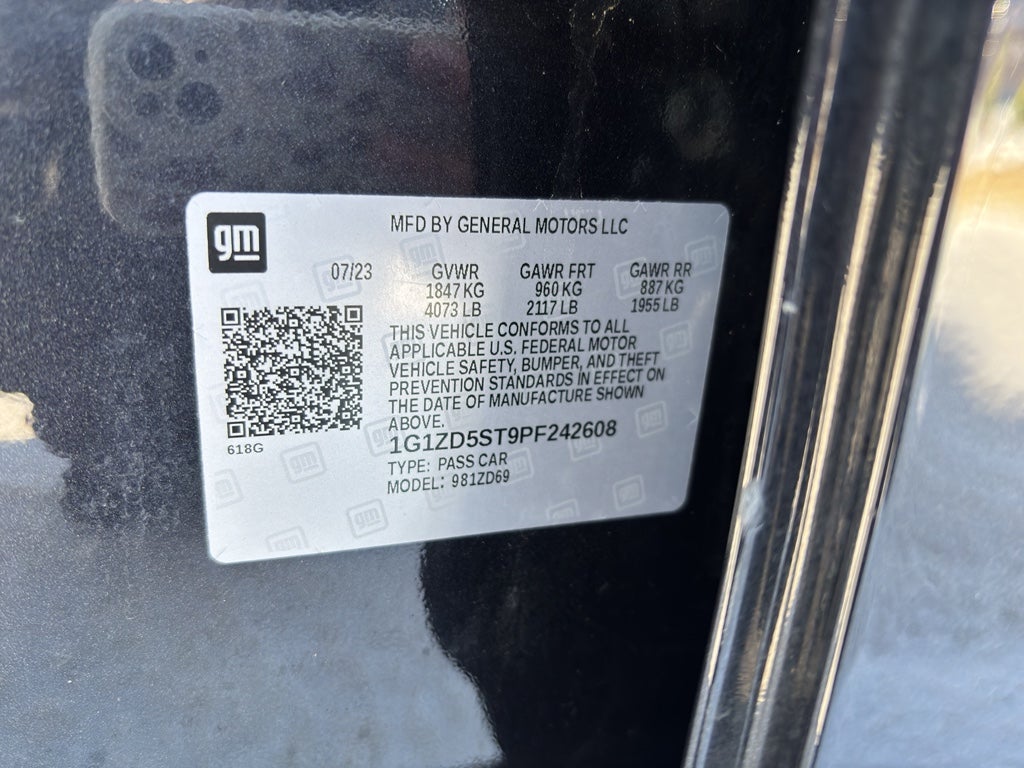 gm
MFD BY GENERAL MOTORS LLC
07/23 GVWR GAWR FRT GAWR RR
1847 KG 960 KG 887 KG
4073 LB 2117 LB 1955 LB
THIS VEHICLE CONFORMS TO ALL
APPLICABLE U.S. FEDERAL MOTOR
VEHICLE SAFETY, BUMPER, AND THEFT
PREVENTION STANDARDS IN EFFECT ON
THE DATE OF MANUFACTURE SHOWN
ABOVE.
618G
1G1ZD5ST9PF242608
TYPE: PASS CAR
MODEL: 981ZD69